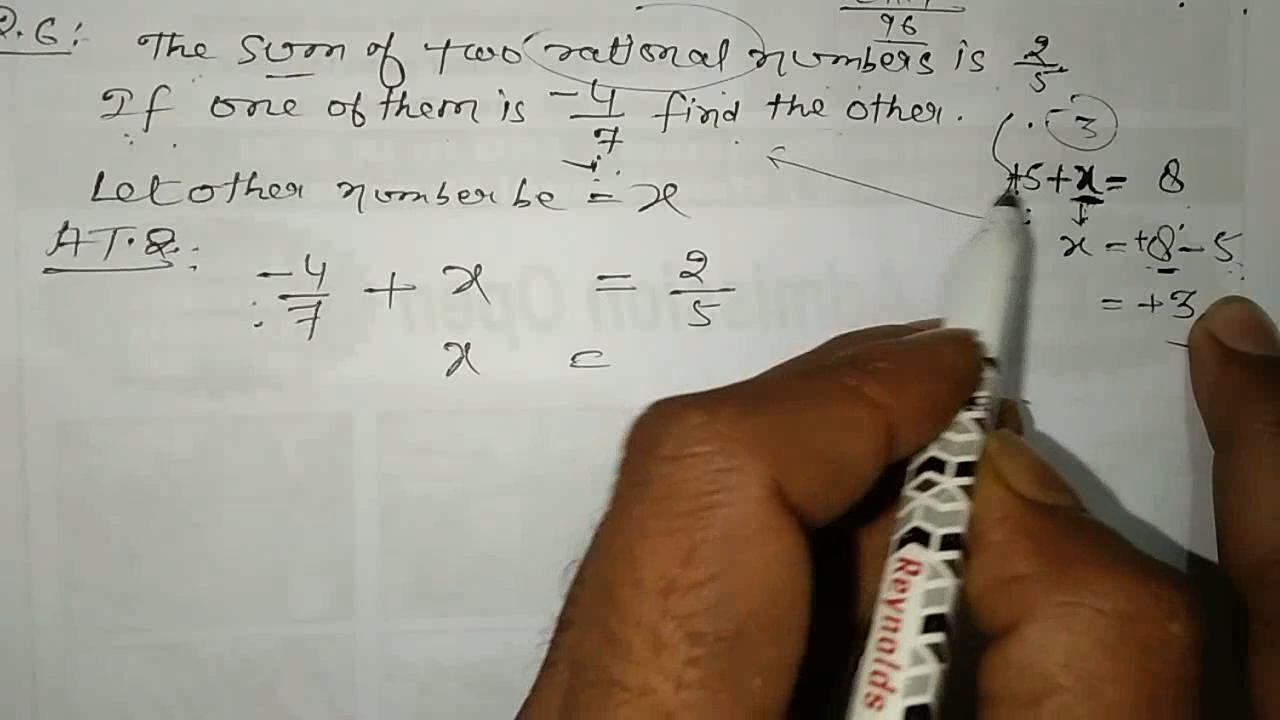 96
Q.6: The sum of two rational numbers is 2/5
If one of them is -4/7 find the other.
-3
Let other number be = x
+5 + x = 8
A.T.Q.:
x = +8 - 5
-4/7 + x = 2/5
= +3
x =
Reynolds